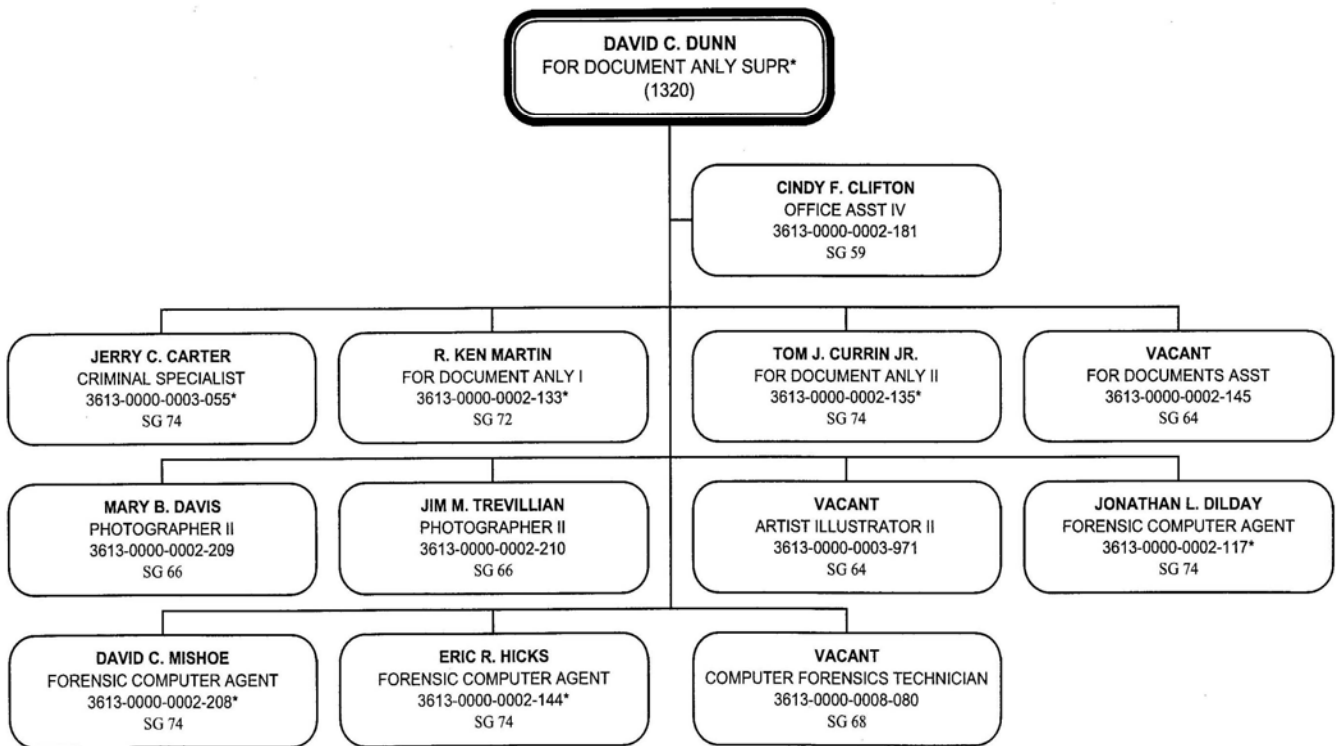 DAVID C. DUNN
FOR DOCUMENT ANLY SUPR*
(1320)
CINDY F. CLIFTON
OFFICE ASST IV
3613-0000-0002-181
SG 59
JERRY C. CARTER
CRIMINAL SPECIALIST
3613-0000-0003-055*
SG 74
R. KEN MARTIN
FOR DOCUMENT ANLY I
3613-0000-0002-133*
SG 72
TOM J. CURRIN JR.
FOR DOCUMENT ANLY II
3613-0000-0002-135*
SG 74
VACANT
FOR DOCUMENTS ASST
3613-0000-0002-145
SG 64
MARY B. DAVIS
PHOTOGRAPHER II
3613-0000-0002-209
SG 66
JIM M. TREVILLIAN
PHOTOGRAPHER II
3613-0000-0002-210
SG 66
VACANT
ARTIST ILLUSTRATOR II
3613-0000-0003-971
SG 64
JONATHAN L. DILDAY
FORENSIC COMPUTER AGENT
3613-0000-0002-117*
SG 74
DAVID C. MISHOE
FORENSIC COMPUTER AGENT
3613-0000-0002-208*
SG 74
ERIC R. HICKS
FORENSIC COMPUTER AGENT
3613-0000-0002-144*
SG 74
VACANT
COMPUTER FORENSICS TECHNICIAN
3613-0000-0008-080
SG 68